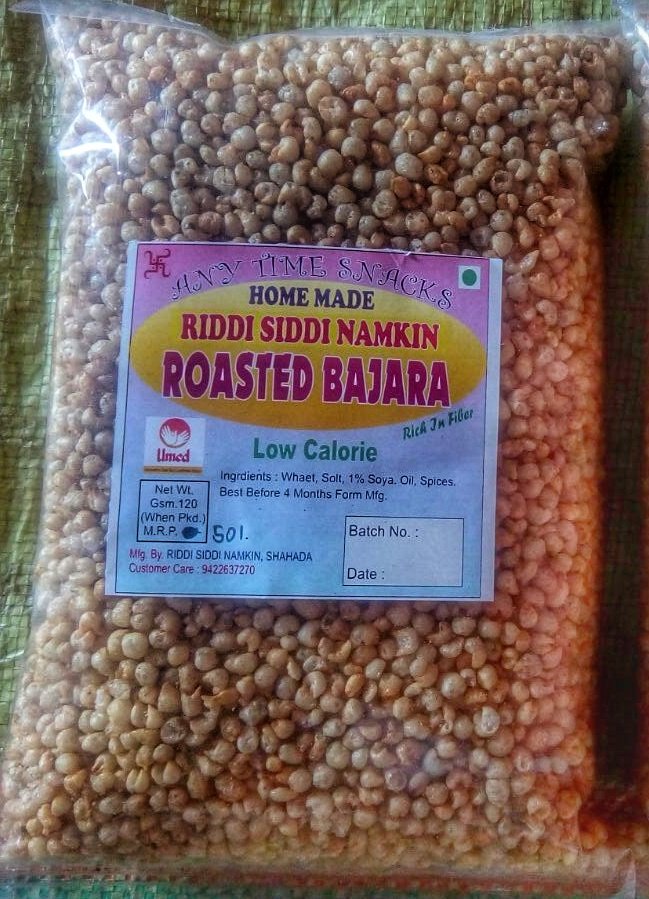 ANY TIME SNACKS
HOME MADE
RIDDI SIDDI NAMKIN
ROASTED BAJARA
Rich In Fiber
Low Calorie
Umed
Ingrdients : Whaet, Solt, 1% Soya. Oil, Spices.
Best Before 4 Months Form Mfg.
Net Wt.
Gsm.120
(When Pkd.)
M.R.P. 501.
Batch No. :
Date :
Mfg. By. RIDDI SIDDI NAMKIN, SHAHADA
Customer Care : 9422637270